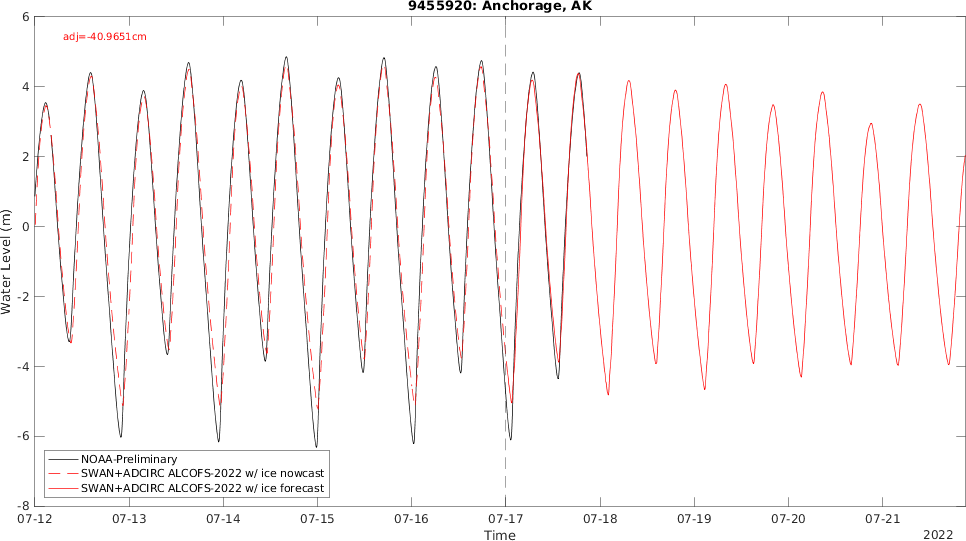 9455920: Anchorage, AK
adj=-40.9651cm
6
4
2
0
-2
-4
-6
-8
Water Level (m)
NOAA-Preliminary
SWAN+ADCIRC ALCOFS-2022 w/ ice nowcast
SWAN+ADCIRC ALCOFS-2022 w/ ice forecast
07-12 07-13 07-14 07-15 07-16 07-17 07-18 07-19 07-20 07-21
Time
2022